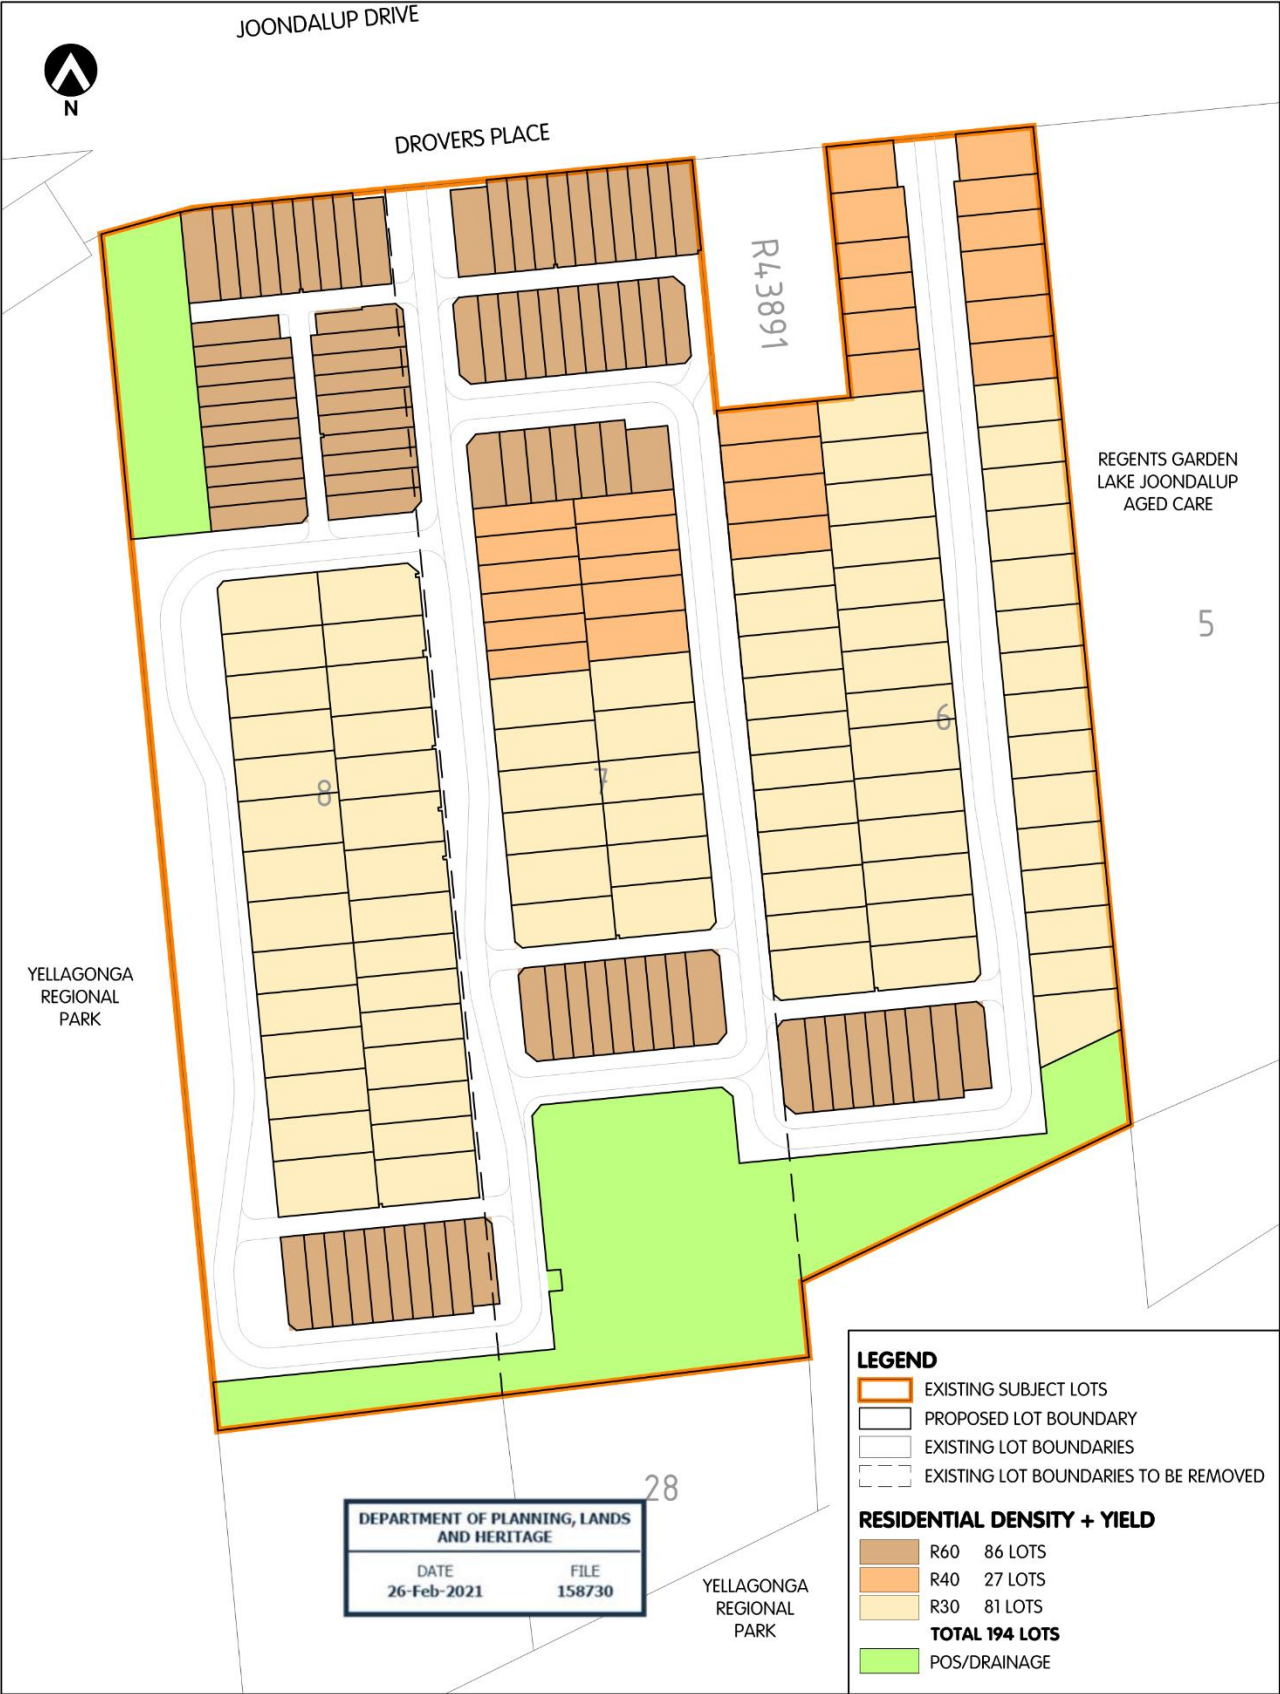 JOONDALUP DRIVE
N
DROVERS PLACE
R43891
REGENTS GARDEN
LAKE JOONDALUP
AGED CARE
5
6
7
8
YELLAGONGA
REGIONAL
PARK
28
DEPARTMENT OF PLANNING, LANDS
AND HERITAGE
DATE FILE
26-Feb-2021 158730
YELLAGONGA
REGIONAL
PARK
LEGEND
EXISTING SUBJECT LOTS
PROPOSED LOT BOUNDARY
EXISTING LOT BOUNDARIES
EXISTING LOT BOUNDARIES TO BE REMOVED
RESIDENTIAL DENSITY + YIELD
R60 86 LOTS
R40 27 LOTS
R30 81 LOTS
TOTAL 194 LOTS
POS/DRAINAGE